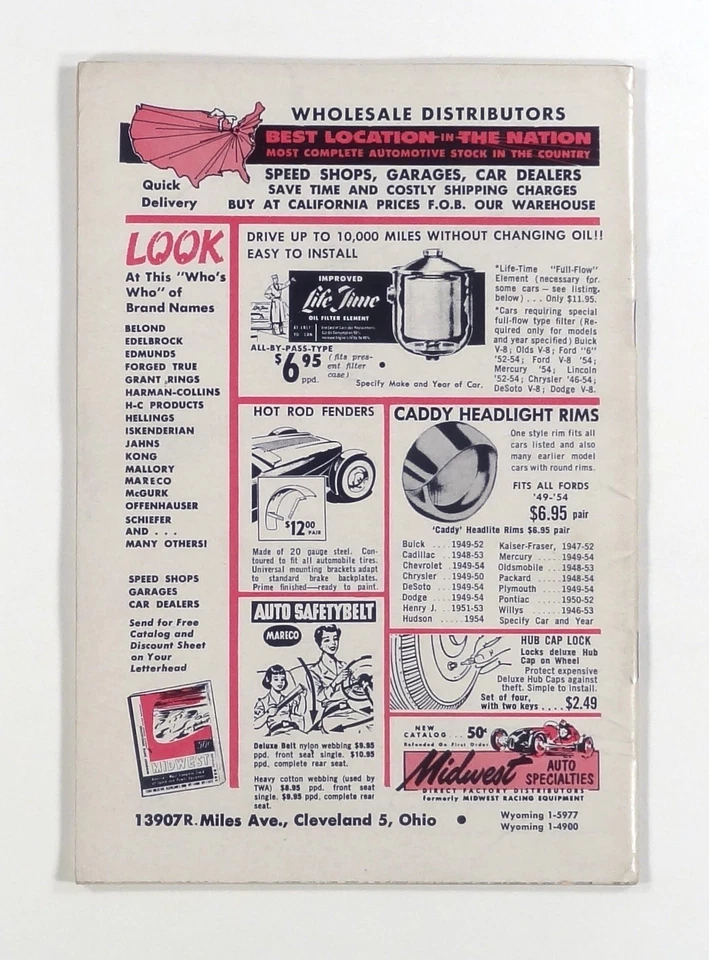 WHOLESALE DISTRIBUTORS
BEST LOCATION IN THE NATION
MOST COMPLETE AUTOMOTIVE STOCK IN THE COUNTRY
Quick
Delivery
SPEED SHOPS, GARAGES, CAR DEALERS
SAVE TIME AND COSTLY SHIPPING CHARGES
BUY AT CALIFORNIA PRICES F.O.B. OUR WAREHOUSE
LOOK
At This "Who's
Who" of
Brand Names
BELOND
EDELBROCK
EDMUNDS
FORGED TRUE
GRANT RINGS
HARMAN-COLLINS
H-C PRODUCTS
HELLINGS
ISKENDERIAN
JAHNS
KONG
MALLORY
MARECO
McGURK
OFFENHAUSER
SCHIEFER
AND . . .
MANY OTHERS!
SPEED SHOPS
GARAGES
CAR DEALERS
Send for Free
Catalog and
Discount Sheet
on Your
Letterhead
50¢
MIDWEST
DRIVE UP TO 10,000 MILES WITHOUT CHANGING OIL!!
EASY TO INSTALL
IMPROVED
Life Time
OIL FILTER ELEMENT
ALL-BY-PASS-TYPE
$6.95 ppd.
(fits pres-
ent filter
case)
Specify Make and Year of Car.
*Life-Time "Full-Flow"
Element (necessary for
some cars — see listing
below) . . . Only $11.95.
*Cars requiring special
full-flow type filter (Re-
quired only for models
and year specified) Buick
V-8; Olds V-8; Ford "6"
'52-54; Ford V-8 '54;
Mercury '54; Lincoln
'52-54; Chrysler '46-54;
DeSoto V-8; Dodge V-8.
HOT ROD FENDERS
$12.00
PAIR
Made of 20 gauge steel. Con-
toured to fit all automobile tires.
Universal mounting brackets adapt
to standard brake backplates.
Prime finished—ready to paint.
CADDY HEADLIGHT RIMS
One style rim fits all
cars listed and also
many earlier model
cars with round rims.
FITS ALL FORDS
'49-'54
$6.95 pair
'Caddy' Headlite Rims $6.95 pair
Buick . . . 1949-52
Cadillac . 1948-53
Chevrolet . 1949-54
Chrysler . 1949-50
DeSoto . . 1949-54
Dodge . . 1949-54
Henry J. . 1951-53
Hudson . . . . 1954
Kaiser-Fraser, 1947-52
Mercury . . 1949-54
Oldsmobile . 1948-53
Packard . . 1948-54
Plymouth . . 1949-54
Pontiac . . . 1950-52
Willys . . . . 1946-53
Specify Car and Year
AUTO SAFETYBELT
MARECO
Deluxe Belt nylon webbing $9.95
ppd. front seat single. $10.95
ppd. complete rear seat.
Heavy cotton webbing (used by
TWA) $8.95 ppd. front seat
single. $9.95 ppd. complete rear
seat.
HUB CAP LOCK
Locks deluxe Hub
Cap on Wheel
Protect expensive
Deluxe Hub Caps against
theft. Simple to install.
Set of four,
with two keys . . . . $2.49
NEW
CATALOG . . . 50¢
Refunded On First Order
Midwest AUTO
SPECIALTIES
DIRECT FACTORY DISTRIBUTORS
formerly MIDWEST RACING EQUIPMENT
13907R. Miles Ave., Cleveland 5, Ohio • Wyoming 1-5977
Wyoming 1-4900